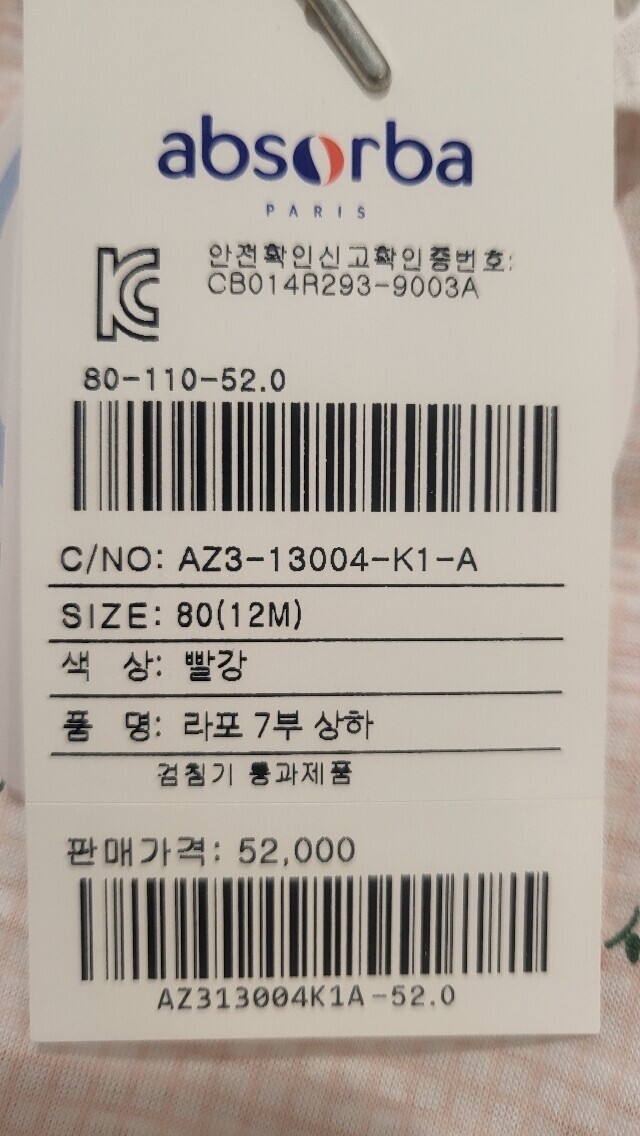 absorba
PARIS
안전확인신고확인증번호:
CB014R293-9003A
80-110-52.0
C/NO: AZ3-13004-K1-A
SIZE: 80(12M)
색 상: 빨강
품 명: 라포 7부 상하
검침기 통과제품
판매가격: 52,000
AZ313004K1A-52.0